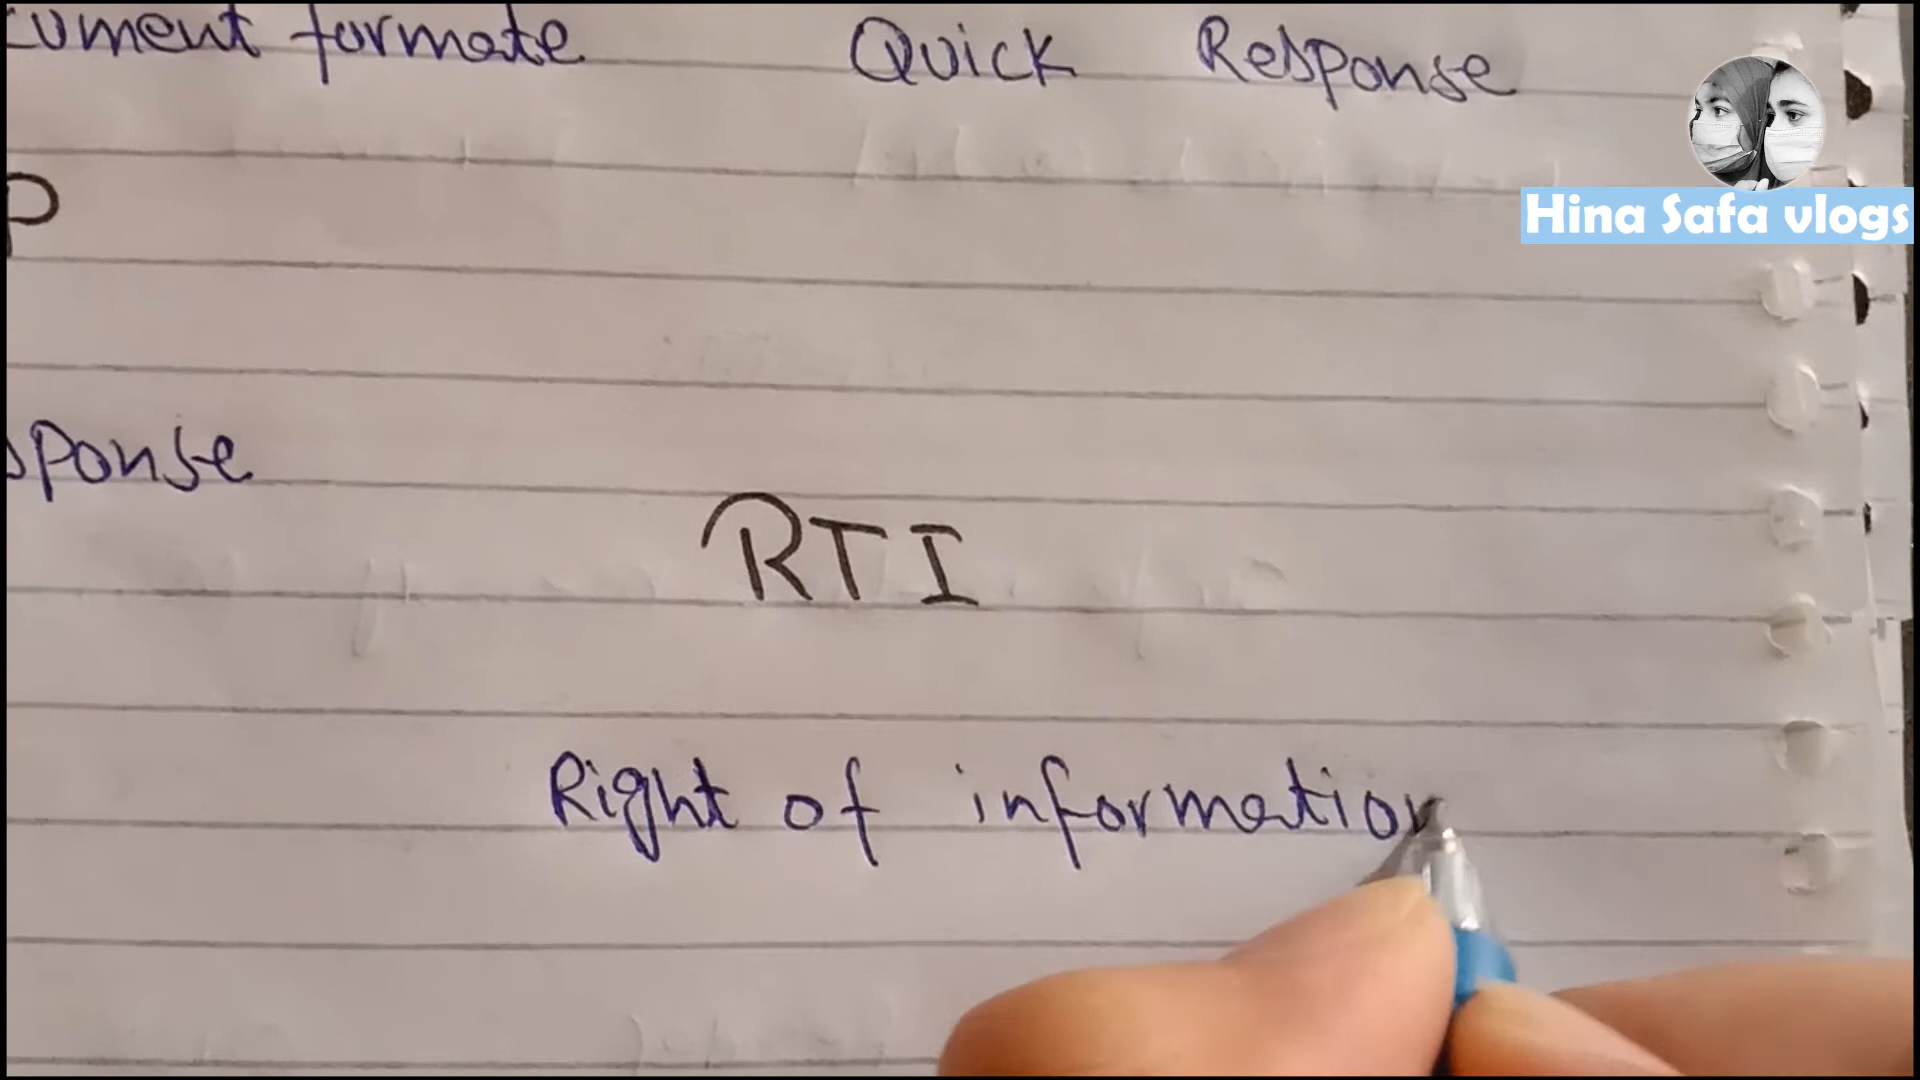 cument formate Quick Response
Hina Safa vlogs
P
sponse
RTI
Right of information